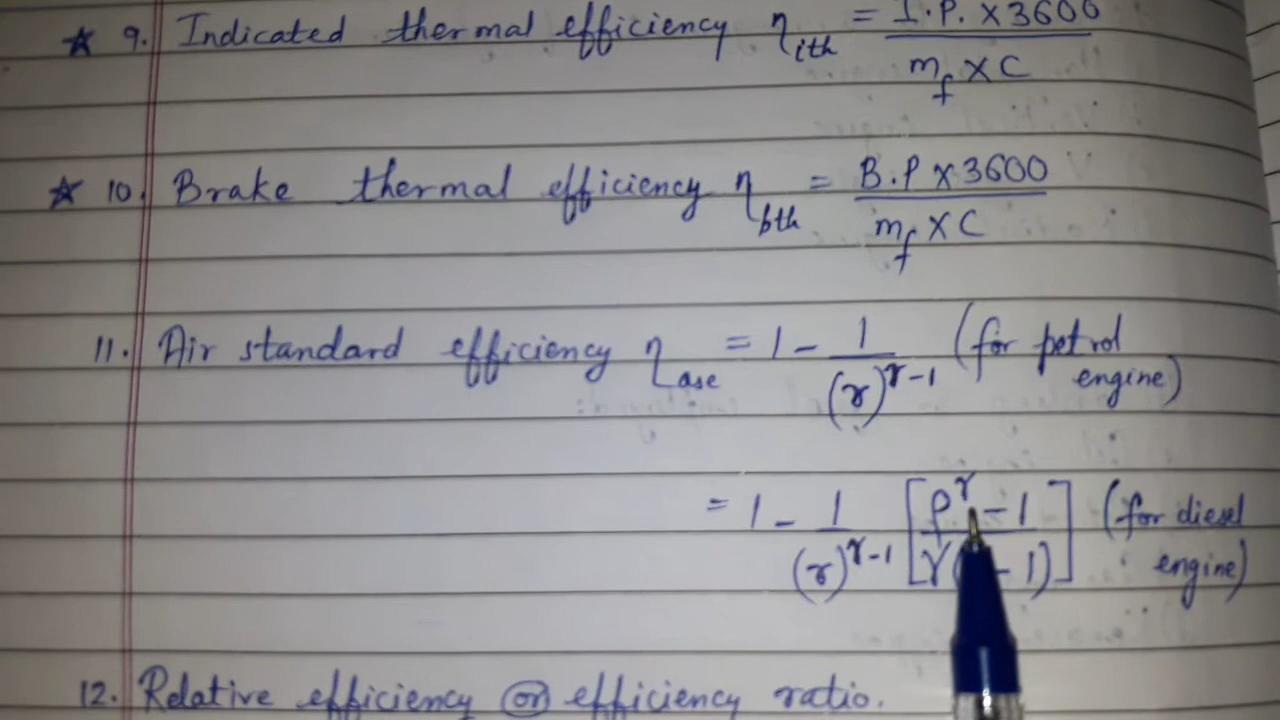 ☆ 9. Indicated thermal efficiency η_ith = I.P. × 3600 / m_f × C
☆ 10. Brake thermal efficiency η_bth = B.P × 3600 / m_f × C
11. Air standard efficiency η_ase = 1 - 1 / (r)^γ-1 (for petrol engine)
= 1 - 1 / (r)^γ-1 [ρ^γ - 1 / γ( - 1)] (for diesel engine)
12. Relative efficiency (or) efficiency ratio.